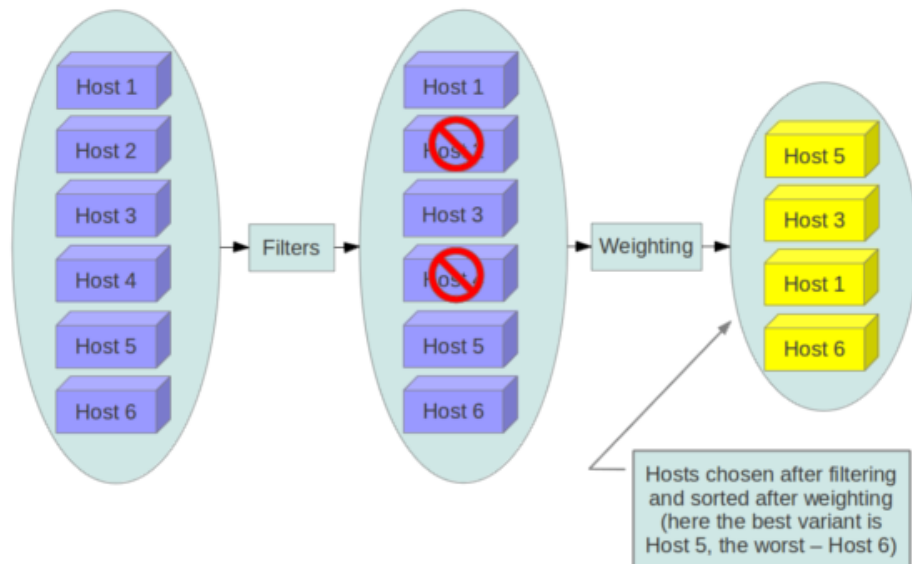 Host 1
Host 2
Host 3
Host 4
Host 5
Host 6
Filters
Host 1
Host 3
Host 5
Host 6
Weighting
Host 5
Host 3
Host 1
Host 6
Hosts chosen after filtering
and sorted after weighting
(here the best variant is
Host 5, the worst – Host 6)